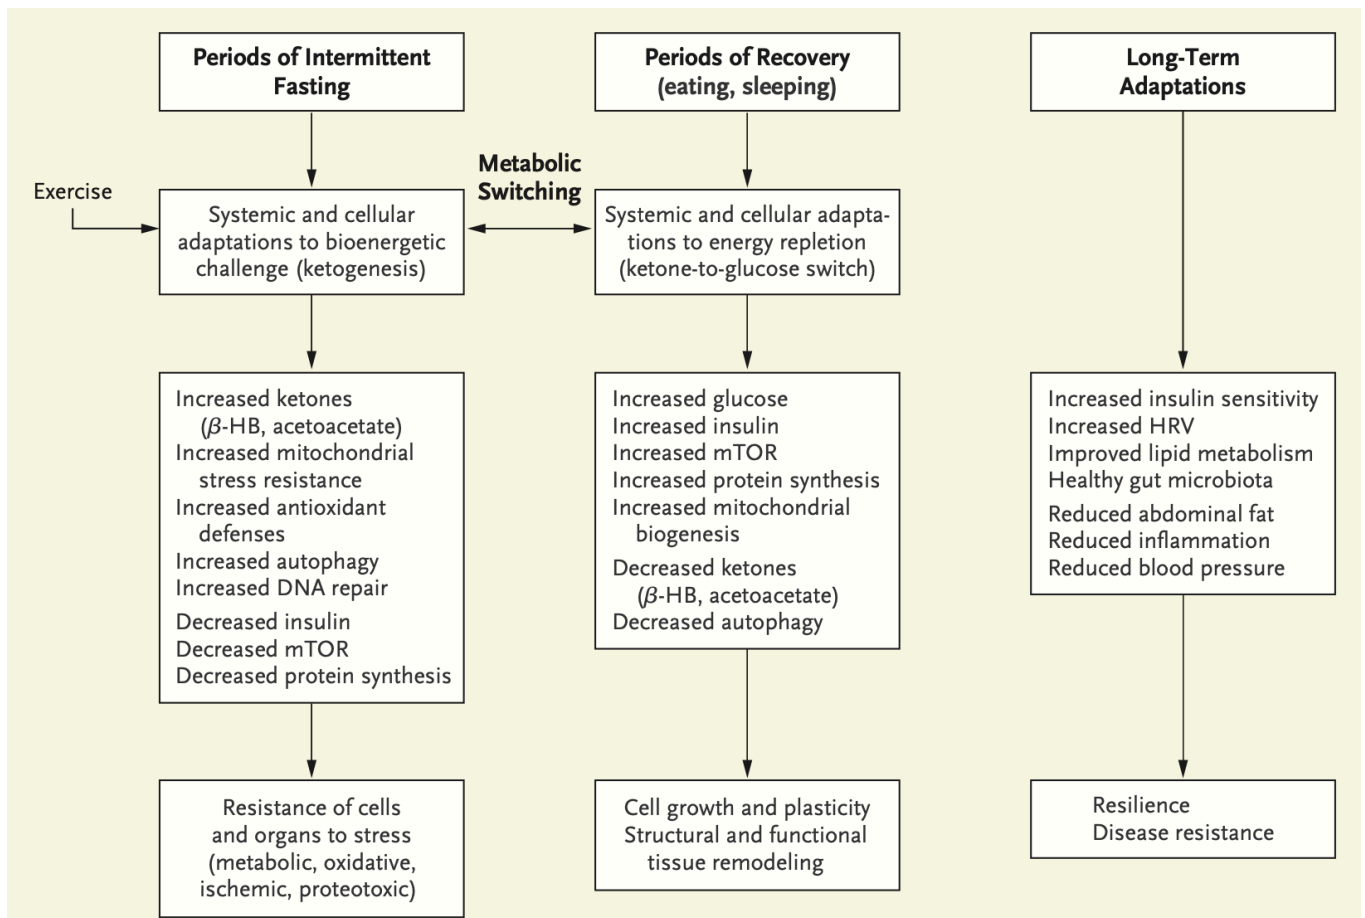 Periods of Intermittent
Fasting
Exercise
Systemic and cellular
adaptations to bioenergetic
challenge (ketogenesis)
Increased ketones
(β-HB, acetoacetate)
Increased mitochondrial
stress resistance
Increased antioxidant
defenses
Increased autophagy
Increased DNA repair
Decreased insulin
Decreased mTOR
Decreased protein synthesis
Resistance of cells
and organs to stress
(metabolic, oxidative,
ischemic, proteotoxic)
Metabolic
Switching
Periods of Recovery
(eating, sleeping)
Systemic and cellular adapta-
tions to energy repletion
(ketone-to-glucose switch)
Increased glucose
Increased insulin
Increased mTOR
Increased protein synthesis
Increased mitochondrial
biogenesis
Decreased ketones
(β-HB, acetoacetate)
Decreased autophagy
Cell growth and plasticity
Structural and functional
tissue remodeling
Long-Term
Adaptations
Increased insulin sensitivity
Increased HRV
Improved lipid metabolism
Healthy gut microbiota
Reduced abdominal fat
Reduced inflammation
Reduced blood pressure
Resilience
Disease resistance